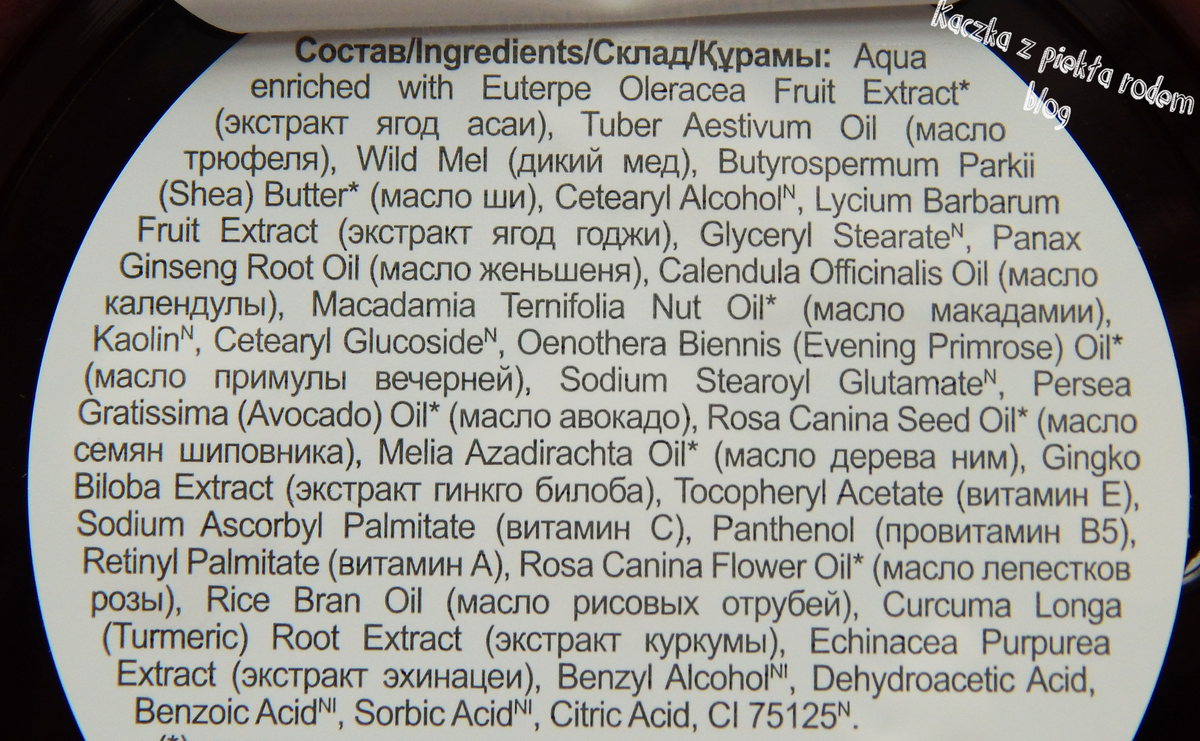 Kaczka z piekła rodem
blog
Состав/Ingredients/Склад/Құрамы: Aqua
enriched with Euterpe Oleracea Fruit Extract*
(экстракт ягод асаи), Tuber Aestivum Oil (масло
трюфеля), Wild Mel (дикий мед), Butyrospermum Parkii
(Shea) Butter* (масло ши), Cetearyl Alcoholᴺ, Lycium Barbarum
Fruit Extract (экстракт ягод годжи), Glyceryl Stearateᴺ, Panax
Ginseng Root Oil (масло женьшеня), Calendula Officinalis Oil (масло
календулы), Macadamia Ternifolia Nut Oil* (масло макадамии),
Kaolinᴺ, Cetearyl Glucosideᴺ, Oenothera Biennis (Evening Primrose) Oil*
(масло примулы вечерней), Sodium Stearoyl Glutamateᴺ, Persea
Gratissima (Avocado) Oil* (масло авокадо), Rosa Canina Seed Oil* (масло
семян шиповника), Melia Azadirachta Oil* (масло дерева ним), Gingko
Biloba Extract (экстракт гинкго билоба), Tocopheryl Acetate (витамин Е),
Sodium Ascorbyl Palmitate (витамин С), Panthenol (провитамин В5),
Retinyl Palmitate (витамин А), Rosa Canina Flower Oil* (масло лепестков
розы), Rice Bran Oil (масло рисовых отрубей), Curcuma Longa
(Turmeric) Root Extract (экстракт куркумы), Echinacea Purpurea
Extract (экстракт эхинацеи), Benzyl Alcoholᴺᴵ, Dehydroacetic Acid,
Benzoic Acidᴺᴵ, Sorbic Acidᴺᴵ, Citric Acid, CI 75125ᴺ.
(*)